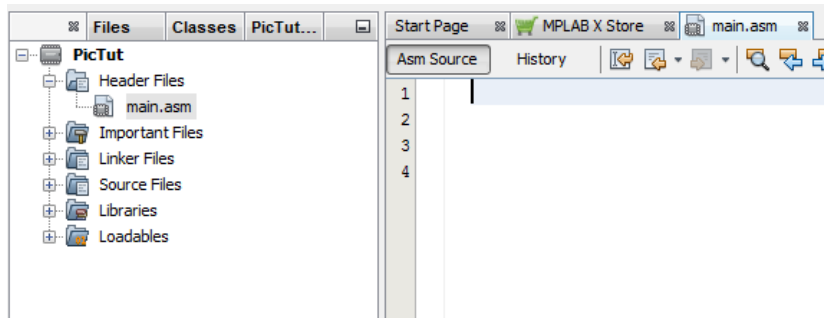 Files Classes PicTut...
PicTut
Header Files
main.asm
Important Files
Linker Files
Source Files
Libraries
Loadables
Start Page MPLAB X Store main.asm
Asm Source History
1
2
3
4